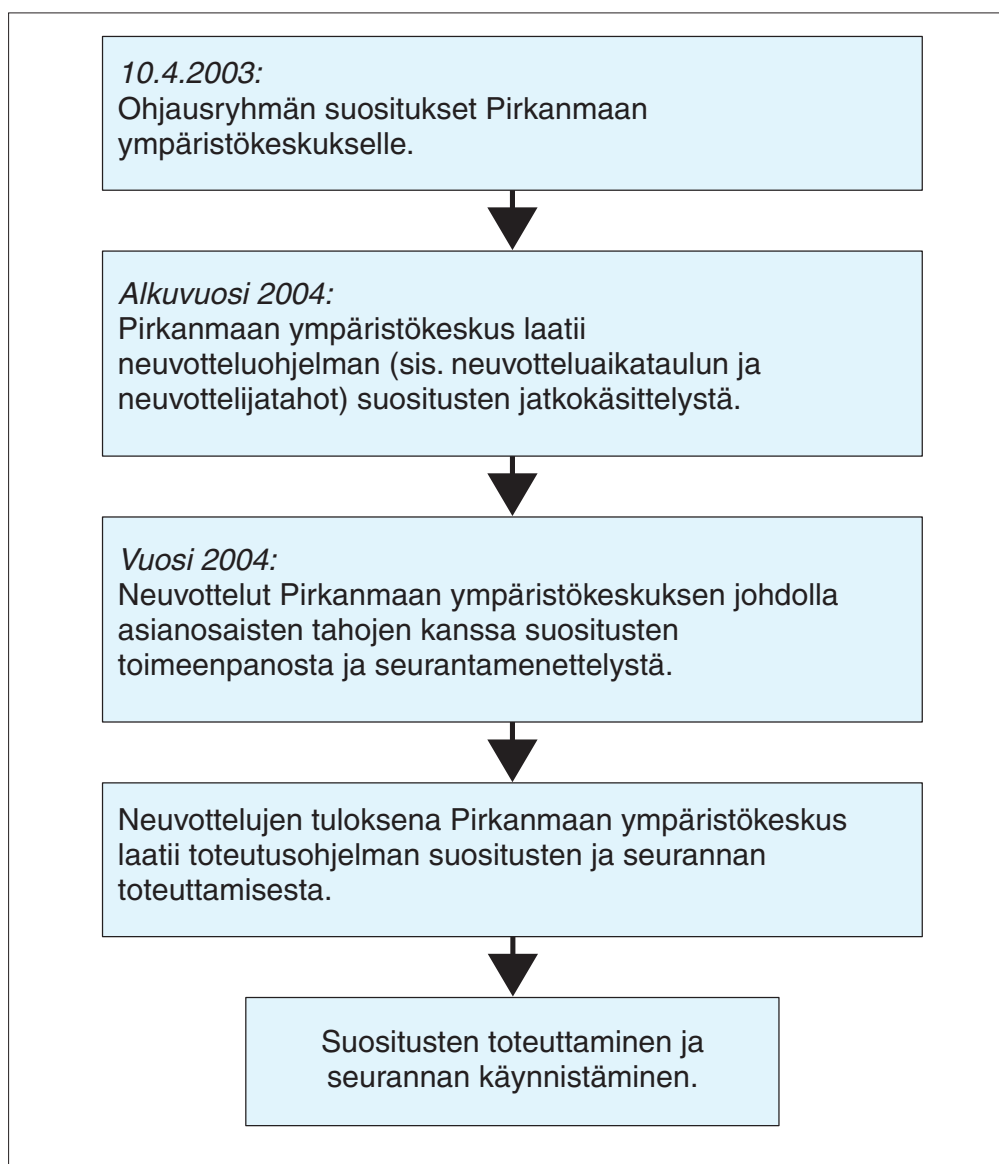 10.4.2003:
Ohjausryhmän suositukset Pirkanmaan
ympäristökeskukselle.
Alkuvuosi 2004:
Pirkanmaan ympäristökeskus laatii
neuvotteluohjelman (sis. neuvotteluaikataulun ja
neuvottelijatahot) suositusten jatkokäsittelystä.
Vuosi 2004:
Neuvottelut Pirkanmaan ympäristökeskuksen johdolla
asianosaisten tahojen kanssa suositusten
toimeenpanosta ja seurantamenettelystä.
Neuvottelujen tuloksena Pirkanmaan ympäristökeskus
laatii toteutusohjelman suositusten ja seurannan
toteuttamisesta.
Suositusten toteuttaminen ja
seurannan käynnistäminen.